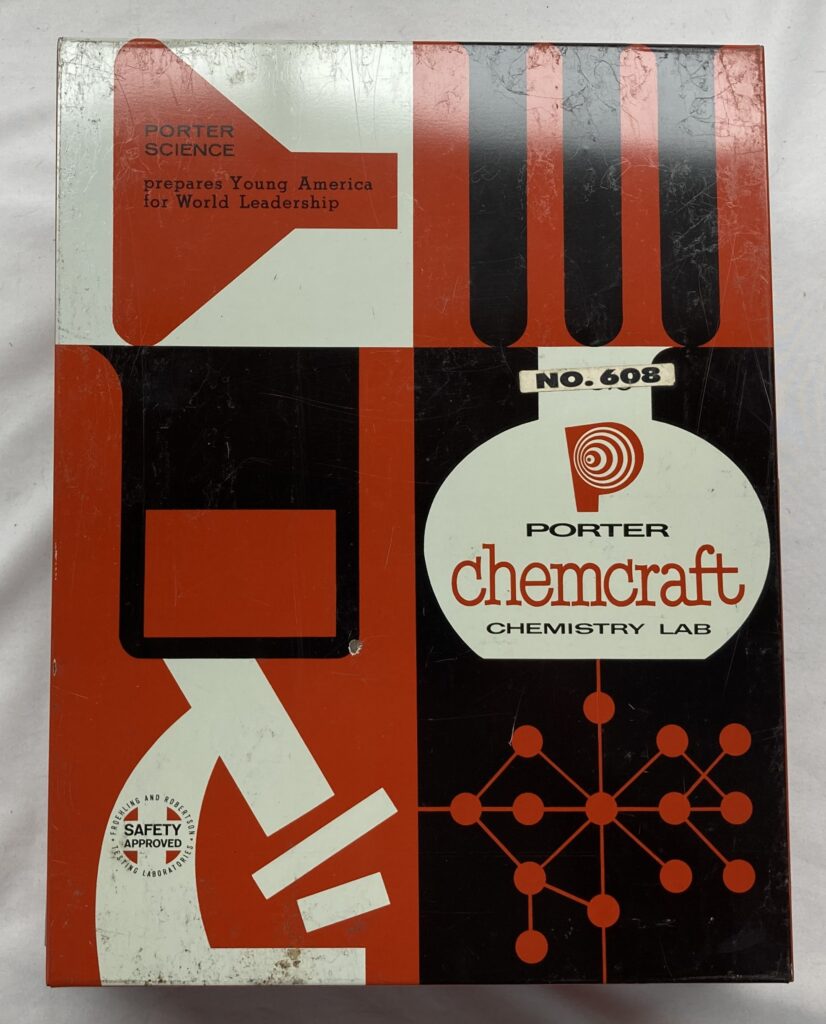 PORTER
SCIENCE
prepares Young America
for World Leadership
NO. 608
P
PORTER
chemcraft
CHEMISTRY LAB
FROEHLING AND ROBERTSON
SAFETY
APPROVED
TESTING LABORATORIES